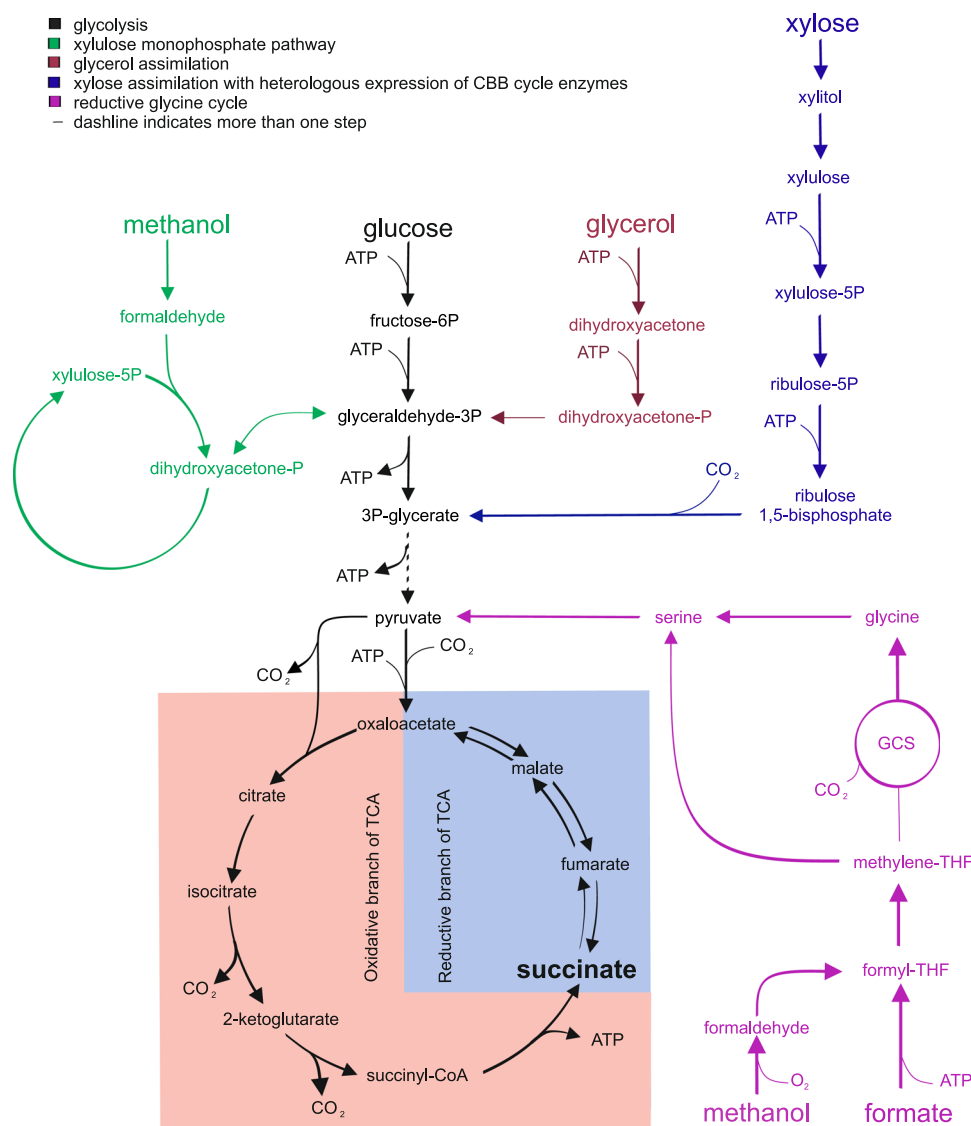 glycolysis
xylulose monophosphate pathway
glycerol assimilation
xylose assimilation with heterologous expression of CBB cycle enzymes
reductive glycine cycle
dashline indicates more than one step
xylose
xylitol
xylulose
ATP
xylulose-5P
ribulose-5P
ATP
ribulose
1,5-bisphosphate
CO2
methanol
formaldehyde
xylulose-5P
dihydroxyacetone-P
glucose
ATP
fructose-6P
ATP
glyceraldehyde-3P
ATP
3P-glycerate
ATP
pyruvate
glycerol
ATP
dihydroxyacetone
ATP
dihydroxyacetone-P
serine
glycine
GCS
CO2
methylene-THF
formyl-THF
formaldehyde
O2
ATP
methanol
formate
CO2
ATP
CO2
oxaloacetate
malate
fumarate
succinate
citrate
isocitrate
CO2
2-ketoglutarate
CO2
succinyl-CoA
ATP
Oxidative branch of TCA
Reductive branch of TCA